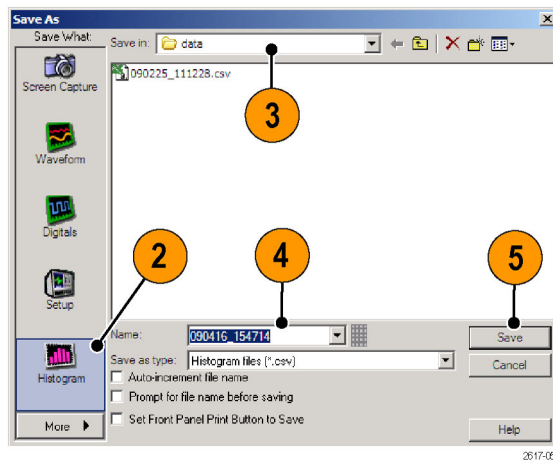 Save As
Save What:
Save in: data
Screen Capture
090225_111228.csv
3
Waveform
Digitals
2
4
5
Setup
Name: 090416_154714
Save
Save as type: Histogram files (*.csv)
Cancel
Histogram
Auto-increment file name
Prompt for file name before saving
More
Set Front Panel Print Button to Save
Help